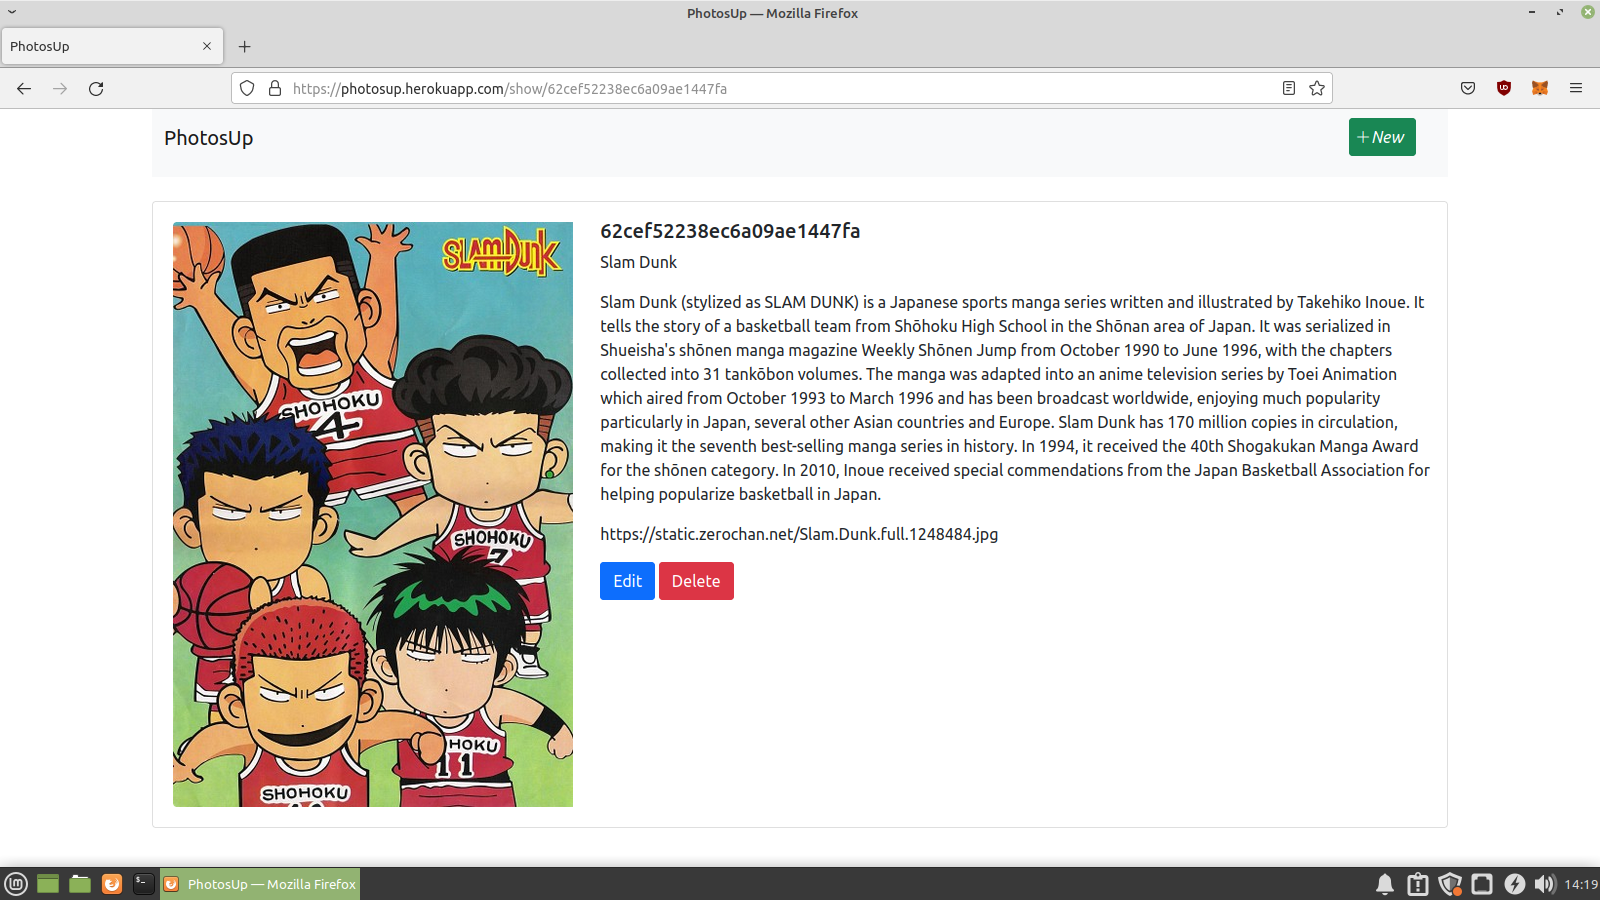 PhotosUp — Mozilla Firefox
PhotosUp
https://photosup.herokuapp.com/show/62cef52238ec6a09ae1447fa
PhotosUp
+ New
SLAM DUNK
SHOHOKU
4
SHOHOKU
7
SHOHOKU
11
SHOHOKU
62cef52238ec6a09ae1447fa
Slam Dunk
Slam Dunk (stylized as SLAM DUNK) is a Japanese sports manga series written and illustrated by Takehiko Inoue. It
tells the story of a basketball team from Shōhoku High School in the Shōnan area of Japan. It was serialized in
Shueisha's shōnen manga magazine Weekly Shōnen Jump from October 1990 to June 1996, with the chapters
collected into 31 tankōbon volumes. The manga was adapted into an anime television series by Toei Animation
which aired from October 1993 to March 1996 and has been broadcast worldwide, enjoying much popularity
particularly in Japan, several other Asian countries and Europe. Slam Dunk has 170 million copies in circulation,
making it the seventh best-selling manga series in history. In 1994, it received the 40th Shogakukan Manga Award
for the shōnen category. In 2010, Inoue received special commendations from the Japan Basketball Association for
helping popularize basketball in Japan.
https://static.zerochan.net/Slam.Dunk.full.1248484.jpg
Edit
Delete
PhotosUp — Mozilla Firefox
14:19